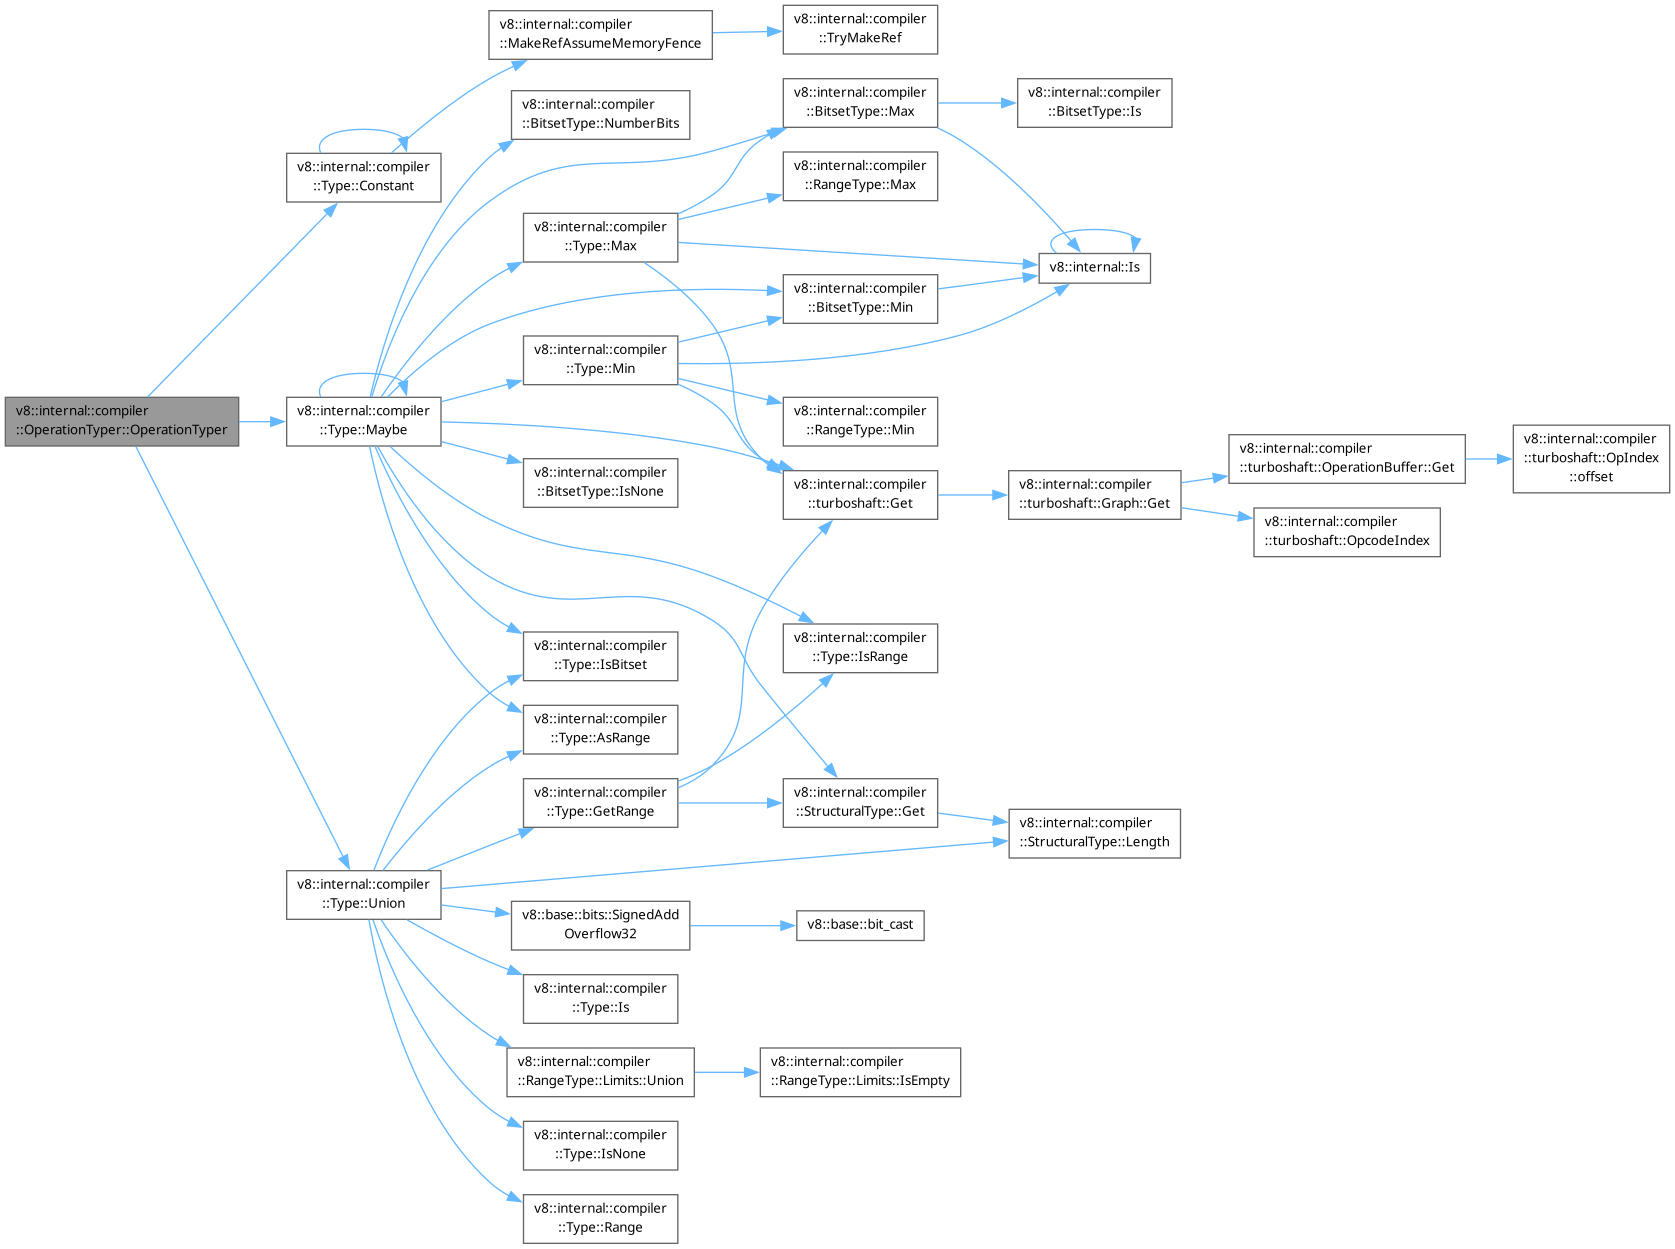 v8::internal::compiler
::OperationTyper::OperationTyper
v8::internal::compiler
::Type::Constant
v8::internal::compiler
::Type::Maybe
v8::internal::compiler
::Type::Union
v8::internal::compiler
::MakeRefAssumeMemoryFence
v8::internal::compiler
::BitsetType::NumberBits
v8::internal::compiler
::Type::Max
v8::internal::compiler
::Type::Min
v8::internal::compiler
::BitsetType::IsNone
v8::internal::compiler
::Type::IsBitset
v8::internal::compiler
::Type::AsRange
v8::internal::compiler
::Type::GetRange
v8::base::bits::SignedAdd
Overflow32
v8::internal::compiler
::Type::Is
v8::internal::compiler
::RangeType::Limits::Union
v8::internal::compiler
::Type::IsNone
v8::internal::compiler
::Type::Range
v8::internal::compiler
::TryMakeRef
v8::internal::compiler
::BitsetType::Max
v8::internal::compiler
::RangeType::Max
v8::internal::compiler
::BitsetType::Min
v8::internal::compiler
::RangeType::Min
v8::internal::compiler
::turboshaft::Get
v8::internal::compiler
::Type::IsRange
v8::internal::compiler
::StructuralType::Get
v8::base::bit_cast
v8::internal::compiler
::RangeType::Limits::IsEmpty
v8::internal::compiler
::BitsetType::Is
v8::internal::Is
v8::internal::compiler
::turboshaft::Graph::Get
v8::internal::compiler
::StructuralType::Length
v8::internal::compiler
::turboshaft::OperationBuffer::Get
v8::internal::compiler
::turboshaft::OpcodeIndex
v8::internal::compiler
::turboshaft::OpIndex
::offset